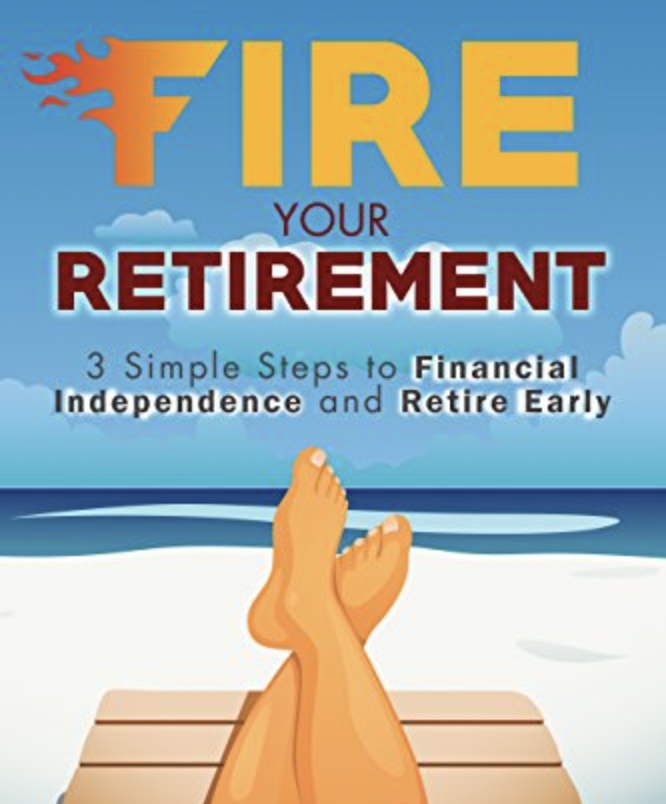 FIRE
YOUR
RETIREMENT
3 Simple Steps to Financial
Independence and Retire Early